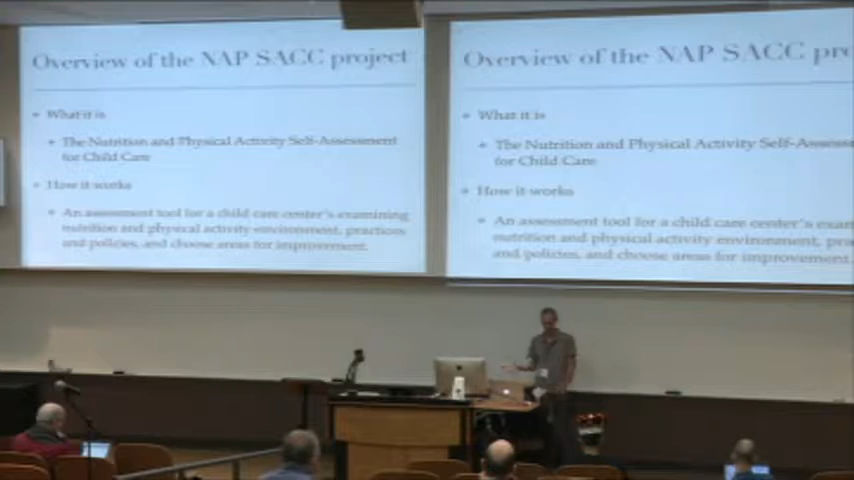 Overview of the NAP SACC project
What it is
The Nutrition and Physical Activity Self-Assessment
for Child Care
How it works
An assessment tool for a child care center's examining
nutrition and physical activity environment, practices
and policies, and choose areas for improvement.
Overview of the NAP SACC pro
What it is
The Nutrition and Physical Activity Self-Assess
for Child Care
How it works
An assessment tool for a child care center's exam
nutrition and physical activity environment, prac
and policies, and choose areas for improvement.